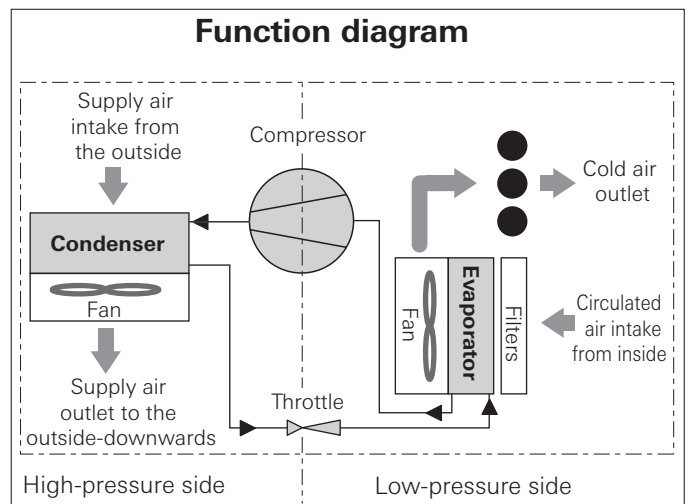 Function diagram
Supply air
intake from
the outside
Compressor
Cold air
outlet
Condenser
Fan
Fan
Evaporator
Filters
Circulated
air intake
from inside
Supply air
outlet to the
outside-downwards
Throttle
High-pressure side
Low-pressure side